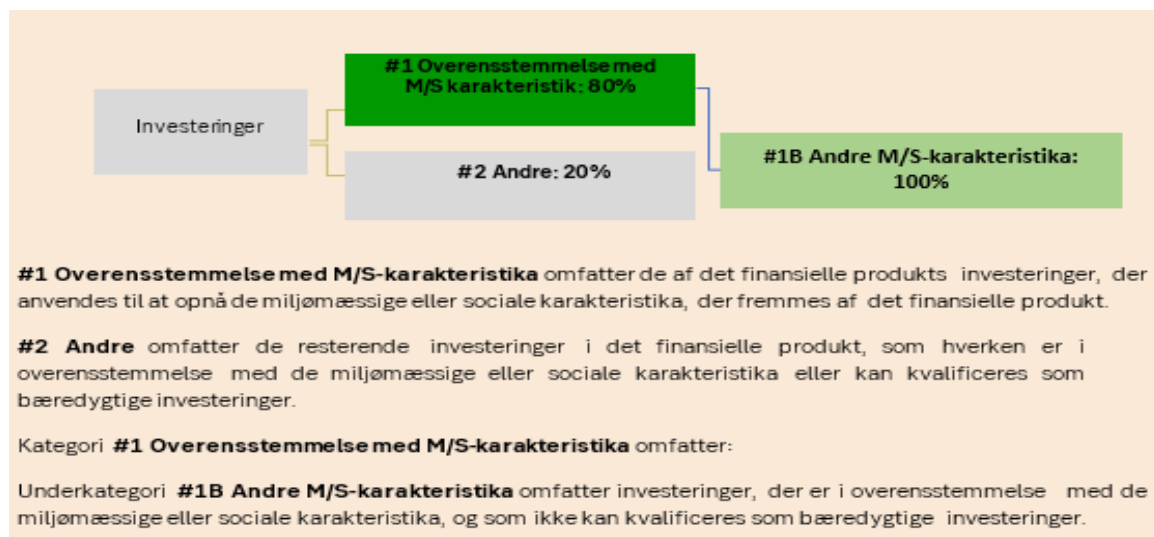 #1 Overensstemmelse med
M/S karakteristik: 80%
Investeringer
#2 Andre: 20%
#1B Andre M/S-karakteristika:
100%
#1 Overensstemmelse med M/S-karakteristika omfatter de af det finansielle produkts investeringer, der
anvendes til at opnå de miljømæssige eller sociale karakteristika, der fremmes af det finansielle produkt.
#2 Andre omfatter de resterende investeringer i det finansielle produkt, som hverken er i
overensstemmelse med de miljømæssige eller sociale karakteristika eller kan kvalificeres som
bæredygtige investeringer.
Kategori #1 Overensstemmelse med M/S-karakteristika omfatter:
Underkategori #1B Andre M/S-karakteristika omfatter investeringer, der er i overensstemmelse med de
miljømæssige eller sociale karakteristika, og som ikke kan kvalificeres som bæredygtige investeringer.